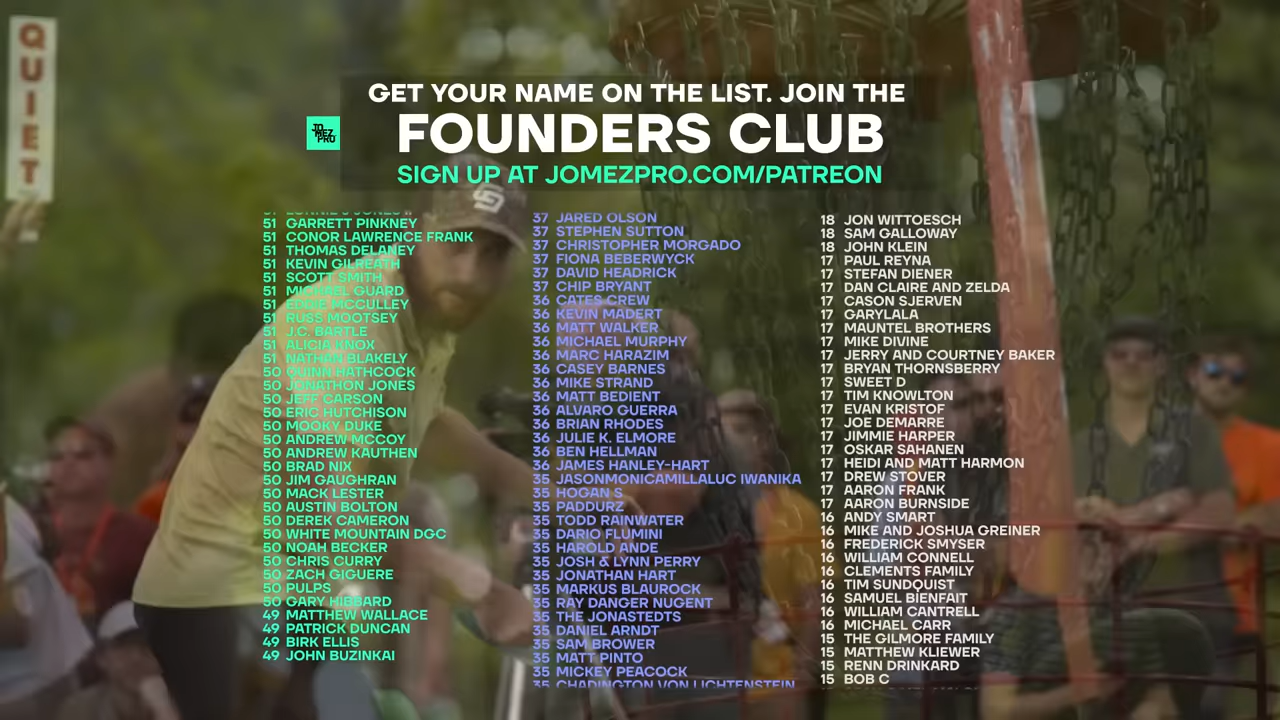 QUIET
GET YOUR NAME ON THE LIST. JOIN THE
JOMEZ PRO
FOUNDERS CLUB
SIGN UP AT JOMEZPRO.COM/PATREON
51 GARRETT PINKNEY
51 CONOR LAWRENCE FRANK
51 THOMAS DELANEY
51 KEVIN GILREATH
51 SCOTT SMITH
51 MICHAEL GUARD
51 EDDIE MCCULLEY
51 RUSS MOOTSEY
51 J.C. BARTLE
51 ALICIA KNOX
51 NATHAN BLAKELY
50 QUINN HATHCOCK
50 JONATHON JONES
50 JEFF CARSON
50 ERIC HUTCHISON
50 MOOKY DUKE
50 ANDREW MCCOY
50 ANDREW KAUTHEN
50 BRAD NIX
50 JIM GAUGHRAN
50 MACK LESTER
50 AUSTIN BOLTON
50 DEREK CAMERON
50 WHITE MOUNTAIN DGC
50 NOAH BECKER
50 CHRIS CURRY
50 ZACH GIGUERE
50 PULPS
50 GARY HIBBARD
49 MATTHEW WALLACE
49 PATRICK DUNCAN
49 BIRK ELLIS
49 JOHN BUZINKAI
37 JARED OLSON
37 STEPHEN SUTTON
37 CHRISTOPHER MORGADO
37 FIONA BEBERWYCK
37 DAVID HEADRICK
37 CHIP BRYANT
36 CATES CREW
36 KEVIN MADERT
36 MATT WALKER
36 MICHAEL MURPHY
36 MARC HARAZIM
36 CASEY BARNES
36 MIKE STRAND
36 MATT BEDIENT
36 ALVARO GUERRA
36 BRIAN RHODES
36 JULIE K. ELMORE
36 BEN HELLMAN
36 JAMES HANLEY-HART
35 JASONMONICAMILLALUC IWANIKA
35 HOGAN S
35 PADDURZ
35 TODD RAINWATER
35 DARIO FLUMINI
35 HAROLD ANDE
35 JOSH & LYNN PERRY
35 JONATHAN HART
35 MARKUS BLAUROCK
35 RAY DANGER NUGENT
35 THE JONASTEDTS
35 DANIEL ARNDT
35 SAM BROWER
35 MATT PINTO
35 MICKEY PEACOCK
35 CHADINGTON VON LICHTENSTEIN
18 JON WITTOESCH
18 SAM GALLOWAY
18 JOHN KLEIN
17 PAUL REYNA
17 STEFAN DIENER
17 DAN CLAIRE AND ZELDA
17 CASON SJERVEN
17 GARYLALA
17 MAUNTEL BROTHERS
17 MIKE DIVINE
17 JERRY AND COURTNEY BAKER
17 BRYAN THORNSBERRY
17 SWEET D
17 TIM KNOWLTON
17 EVAN KRISTOF
17 JOE DEMARRE
17 JIMMIE HARPER
17 OSKAR SAHANEN
17 HEIDI AND MATT HARMON
17 DREW STOVER
17 AARON FRANK
17 AARON BURNSIDE
16 ANDY SMART
16 MIKE AND JOSHUA GREINER
16 FREDERICK SMYSER
16 WILLIAM CONNELL
16 CLEMENTS FAMILY
16 TIM SUNDQUIST
16 SAMUEL BIENFAIT
16 WILLIAM CANTRELL
16 MICHAEL CARR
15 THE GILMORE FAMILY
15 MATTHEW KLIEWER
15 RENN DRINKARD
15 BOB C